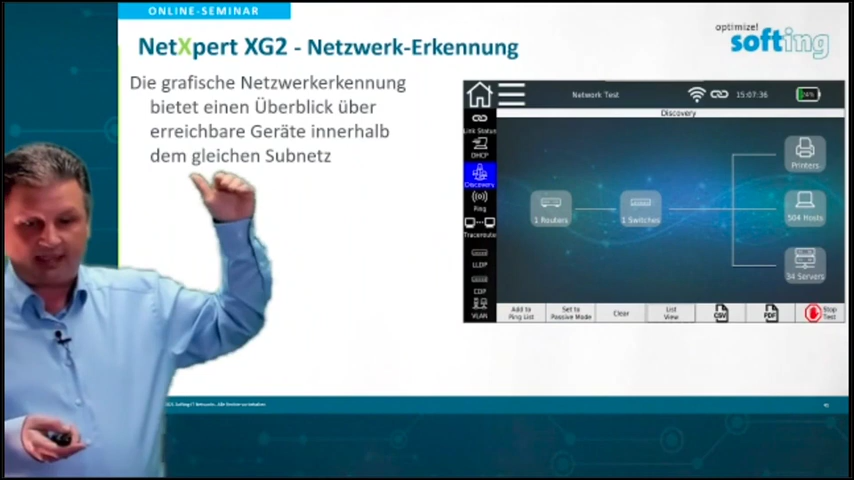 ONLINE-SEMINAR
optimize!
softing
NetXpert XG2 - Netzwerk-Erkennung
Die grafische Netzwerkerkennung
bietet einen Überblick über
erreichbare Geräte innerhalb
dem gleichen Subnetz
Network Test
15:07:36
Discovery
Link Status
DHCP
Discovery
Ping
Traceroute
LLDP
CDP
VLAN
1 Routers
1 Switches
Printers
504 Hosts
34 Servers
Add to
Ping List
Set to
Passive Mode
Clear
List
View
CSV
PDF
Stop
Test